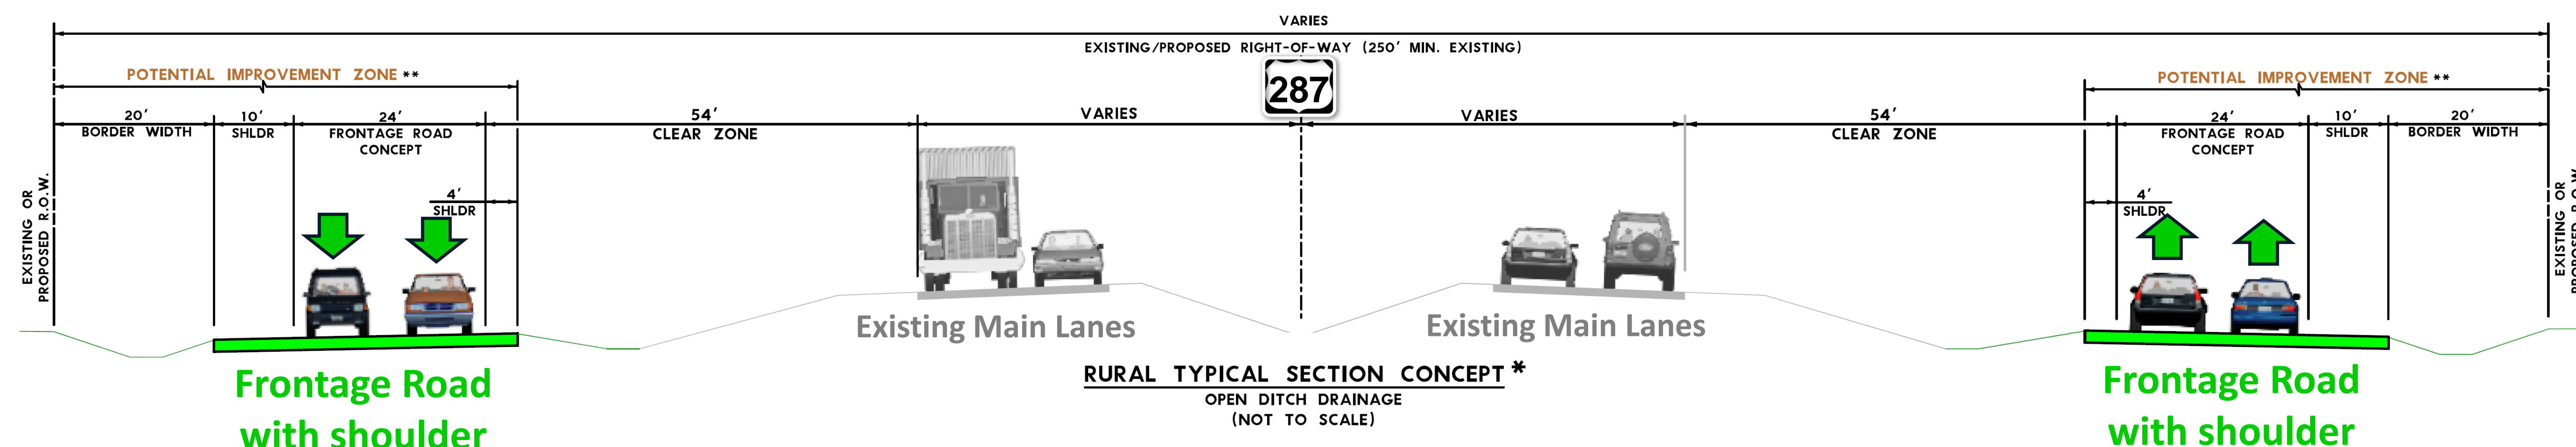 VARIES
EXISTING/PROPOSED RIGHT-OF-WAY (250' MIN. EXISTING)
287
POTENTIAL IMPROVEMENT ZONE **
POTENTIAL IMPROVEMENT ZONE **
20' 10' 24' 54' VARIES VARIES 54' 24' 10' 20'
BORDER WIDTH SHLDR FRONTAGE ROAD CLEAR ZONE CLEAR ZONE FRONTAGE ROAD SHLDR BORDER WIDTH
CONCEPT CONCEPT
EXISTING OR
PROPOSED R.O.W.
4'
SHLDR
4'
SHLDR
EXISTING OR
PROPOSED R.O.W.
Existing Main Lanes
Existing Main Lanes
RURAL TYPICAL SECTION CONCEPT *
OPEN DITCH DRAINAGE
(NOT TO SCALE)
Frontage Road
with shoulder
Frontage Road
with shoulder